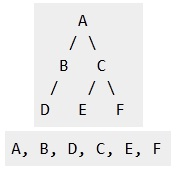 A
/ \
B C
/ / \
D E F
A, B, D, C, E, F